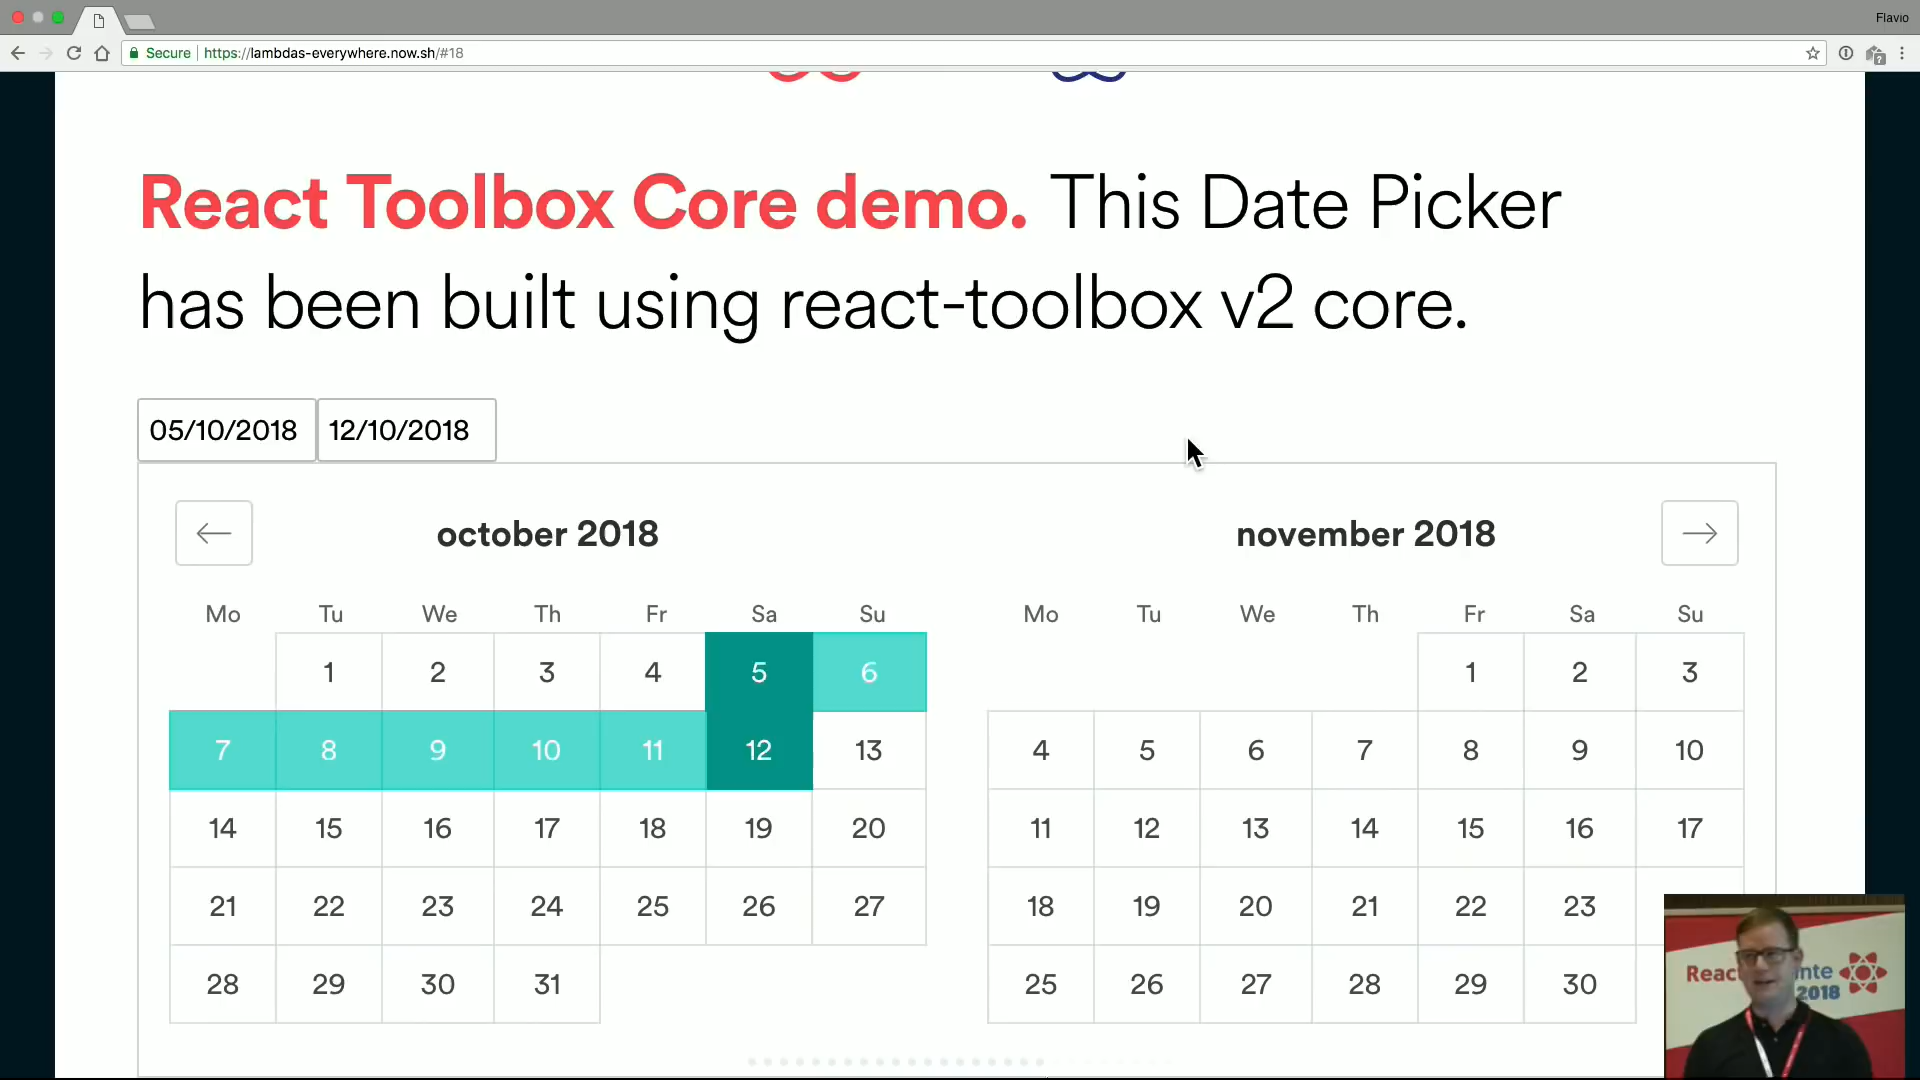 Flavio
Secure https://lambdas-everywhere.now.sh/#18
React Toolbox Core demo. This Date Picker
has been built using react-toolbox v2 core.
05/10/2018 12/10/2018
october 2018
Mo Tu We Th Fr Sa Su
1 2 3 4 5 6
7 8 9 10 11 12 13
14 15 16 17 18 19 20
21 22 23 24 25 26 27
28 29 30 31
november 2018
Mo Tu We Th Fr Sa Su
1 2 3
4 5 6 7 8 9 10
11 12 13 14 15 16 17
18 19 20 21 22 23
25 26 27 28 29 30
React
2018